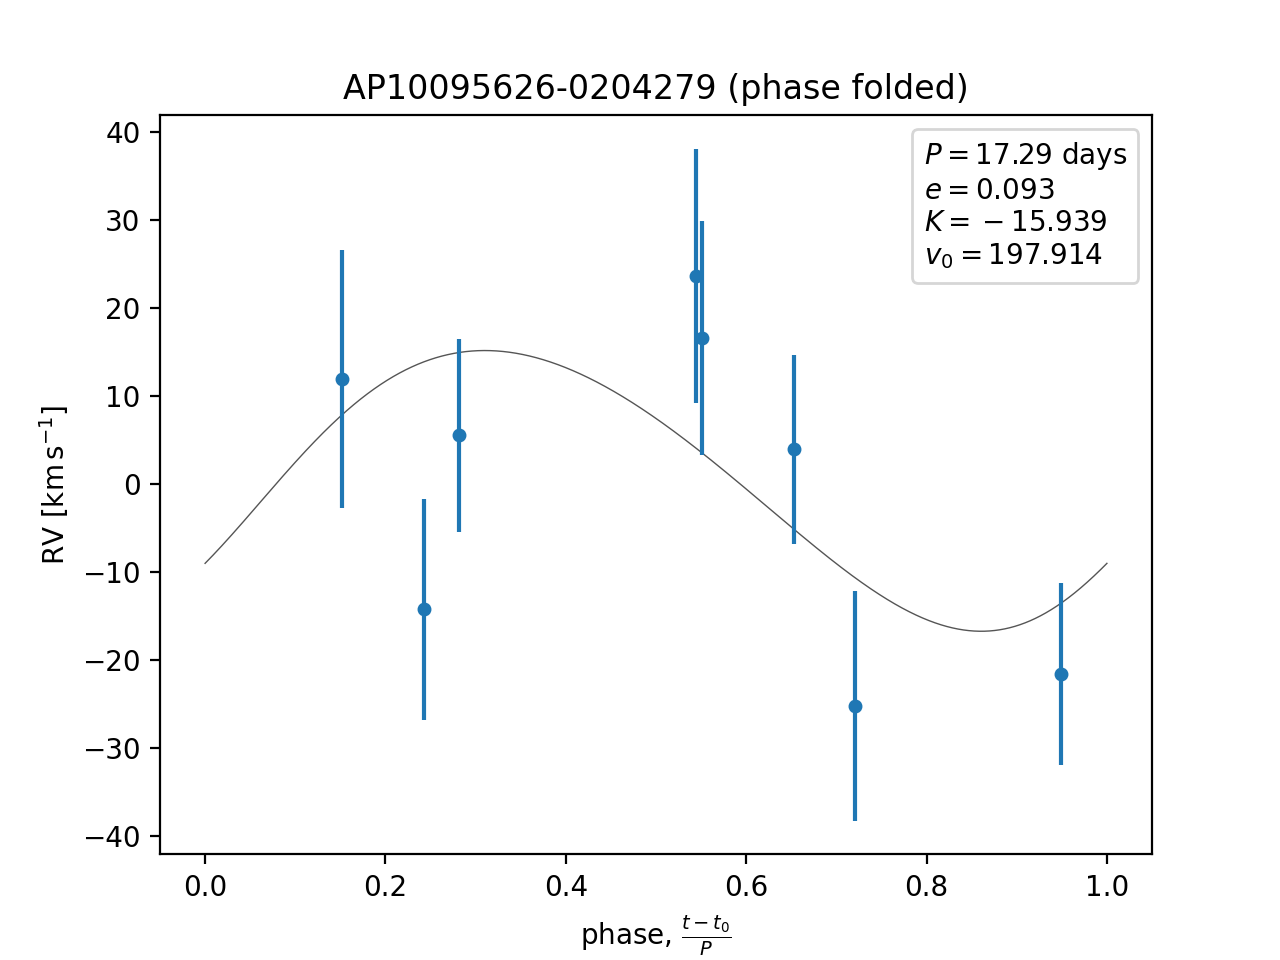 AP10095626-0204279 (phase folded)
P = 17.29 days
e = 0.093
K = −15.939
v₀ = 197.914
RV [km s⁻¹]
40
30
20
10
0
−10
−20
−30
−40
0.0 0.2 0.4 0.6 0.8 1.0
phase, (t − t₀)/P